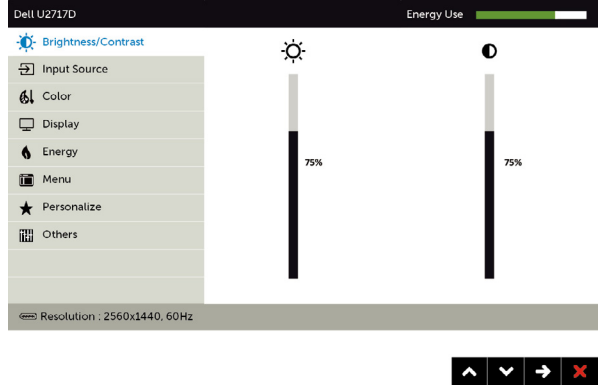 Dell U2717D Energy Use
Brightness/Contrast
Input Source
Color
Display
Energy
75% 75%
Menu
Personalize
Others
Resolution : 2560x1440, 60Hz